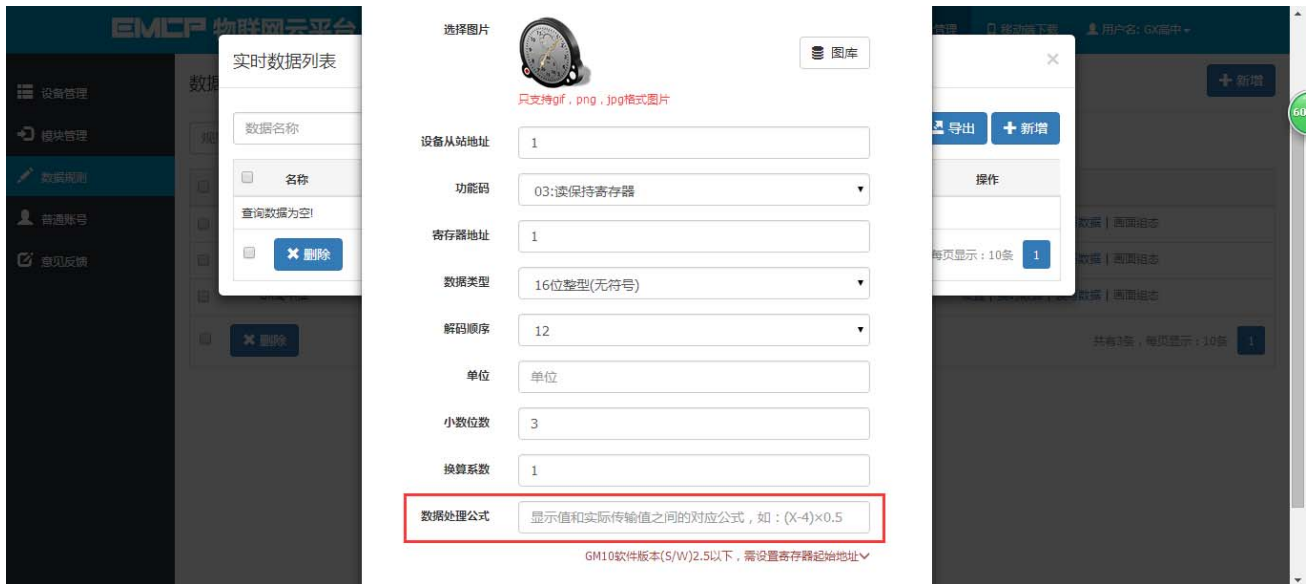 EMCP 物联网云平台
管理 移动端下载 用户名: GX高中
设备管理
模块管理
数据规则
普通账号
意见反馈
数据
新增
实时数据列表
×
数据名称
导出
新增
名称
操作
查询数据为空!
删除
每页显示：10条 1
数据 | 画面组态
数据 | 画面组态
数据 | 画面组态
删除
共有3条，每页显示：10条 1
60
选择图片
图库
只支持gif，png，jpg格式图片
设备从站地址 1
功能码 03:读保持寄存器
寄存器地址 1
数据类型 16位整型(无符号)
解码顺序 12
单位 单位
小数位数 3
换算系数 1
数据处理公式 显示值和实际传输值之间的对应公式，如：(X-4)×0.5
GM10软件版本(S/W)2.5以下，需设置寄存器起始地址